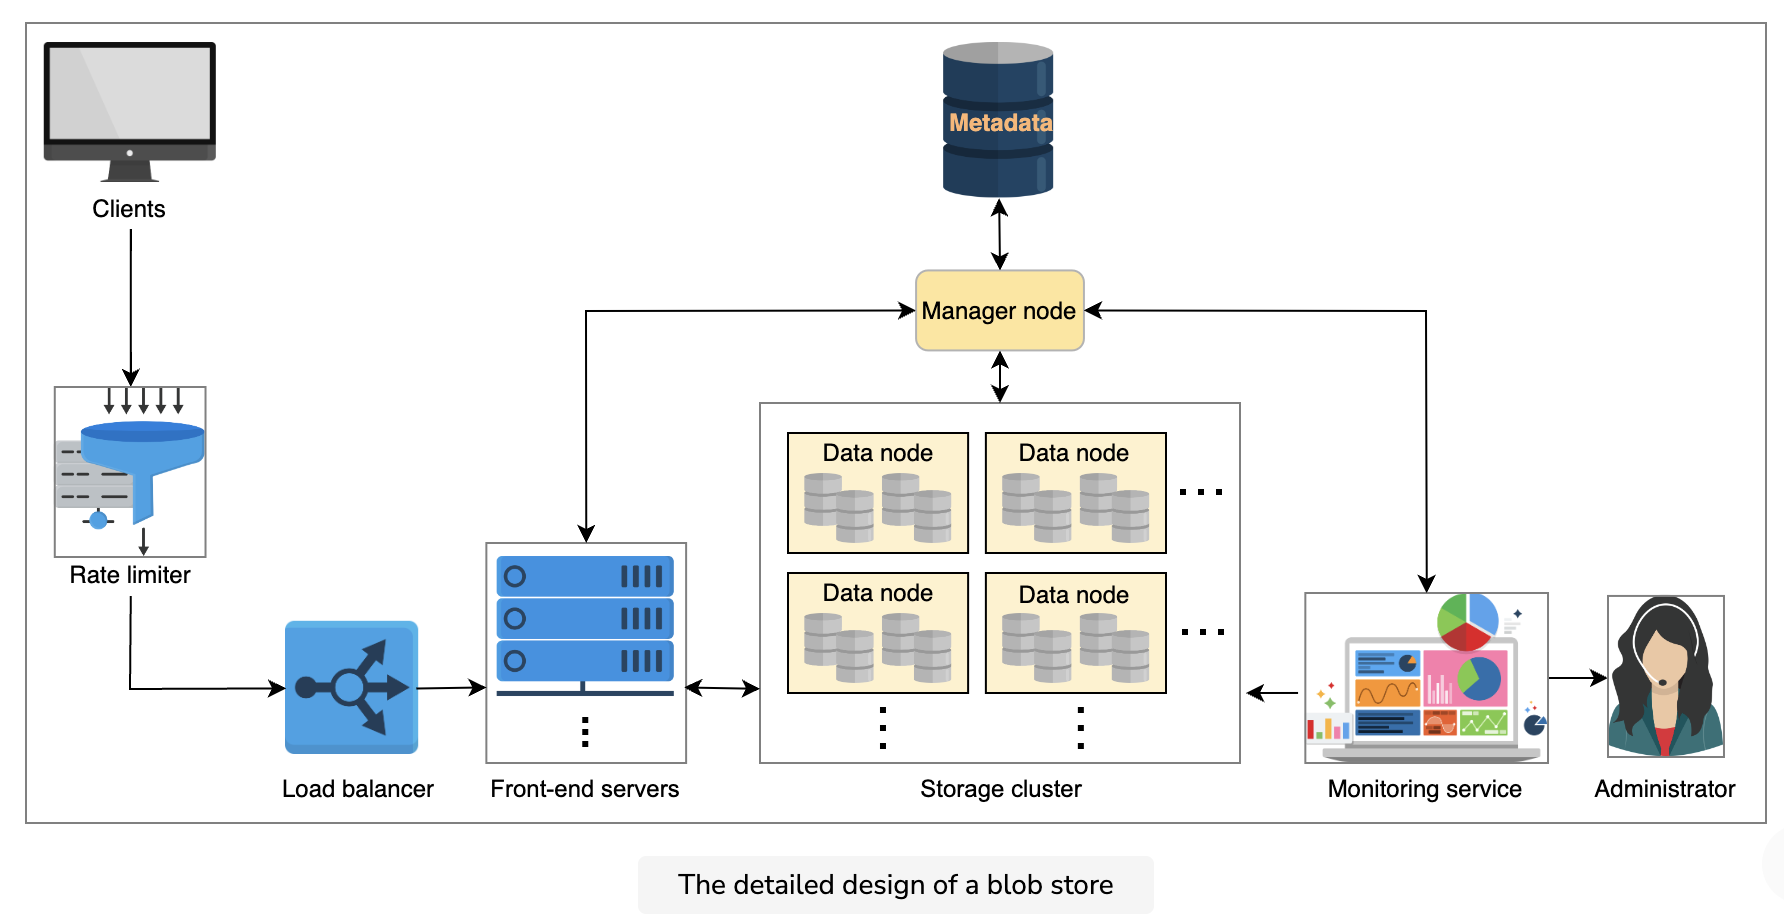 Clients
Metadata
Manager node
Data node
Data node
Rate limiter
Data node
Data node
Load balancer
Front-end servers
Storage cluster
Monitoring service
Administrator
The detailed design of a blob store